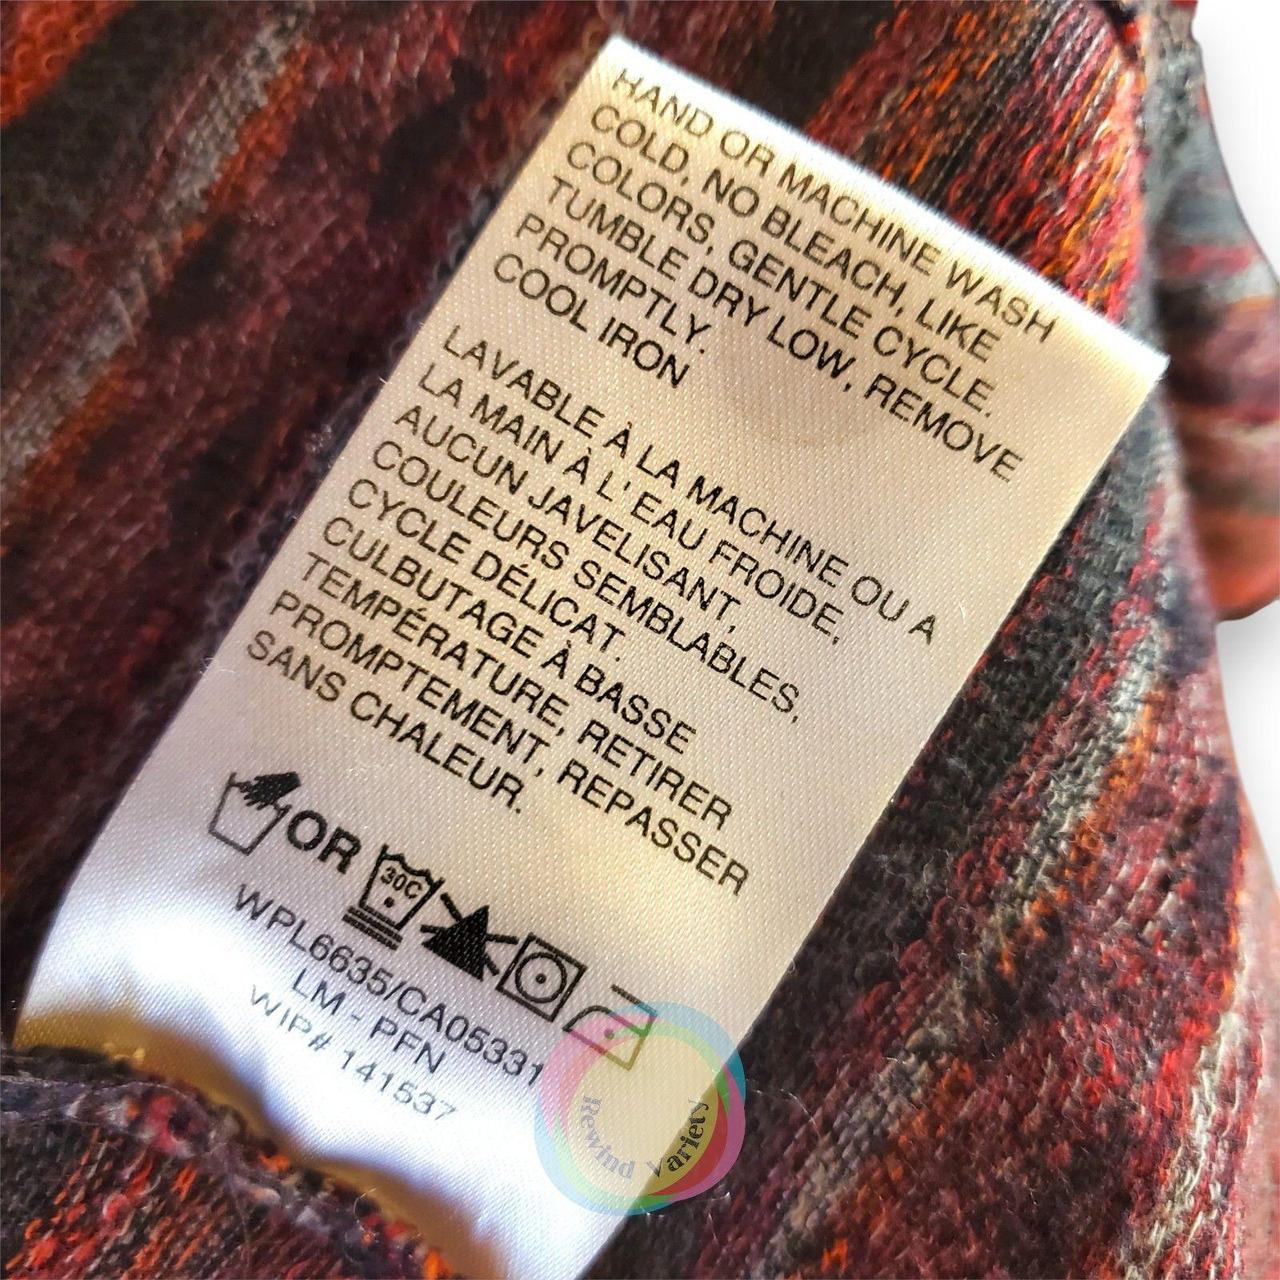 HAND OR MACHINE WASH
COLD, NO BLEACH, LIKE
COLORS, GENTLE CYCLE.
TUMBLE DRY LOW, REMOVE
PROMPTLY.
COOL IRON
LAVABLE À LA MACHINE OU A
LA MAIN À L' EAU FROIDE,
AUCUN JAVELISANT,
COULEURS SEMBLABLES,
CYCLE DÉLICAT.
CULBUTAGE À BASSE
TEMPÉRATURE, RETIRER
PROMPTEMENT, REPASSER
SANS CHALEUR.
OR 30C
WPL6635/CA05331
LM - PFN
WIP# 141537
Rewind Variety